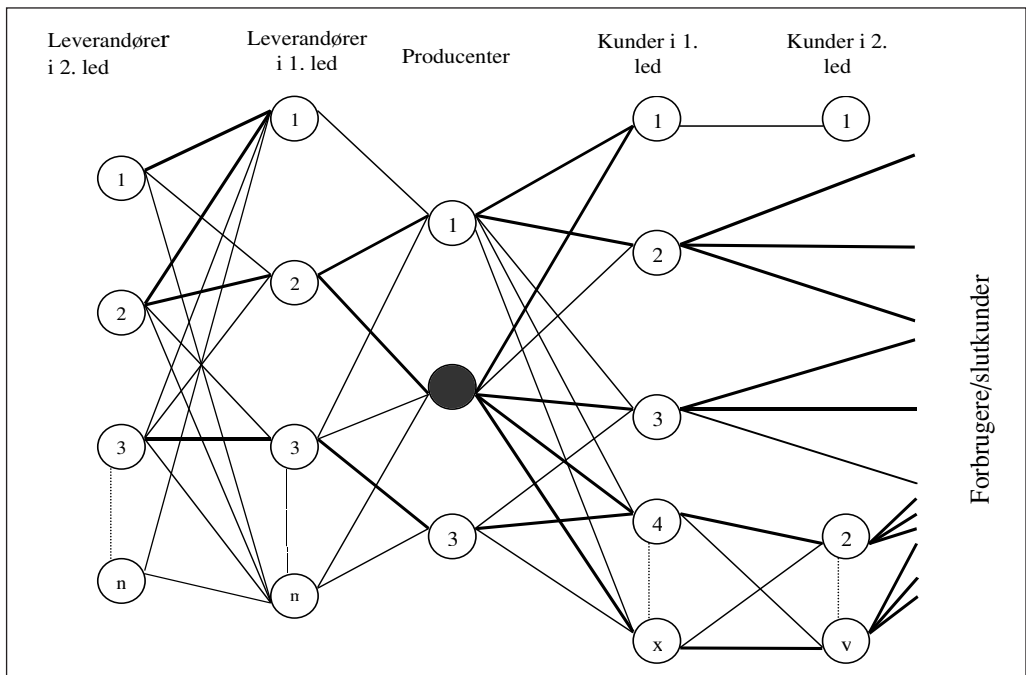 Leverandører
i 2. led
Leverandører
i 1. led
Producenter
Kunder i 1.
led
Kunder i 2.
led
1
2
3
n
1
2
3
n
1
3
1
2
3
4
x
1
2
v
Forbrugere/slutkunder